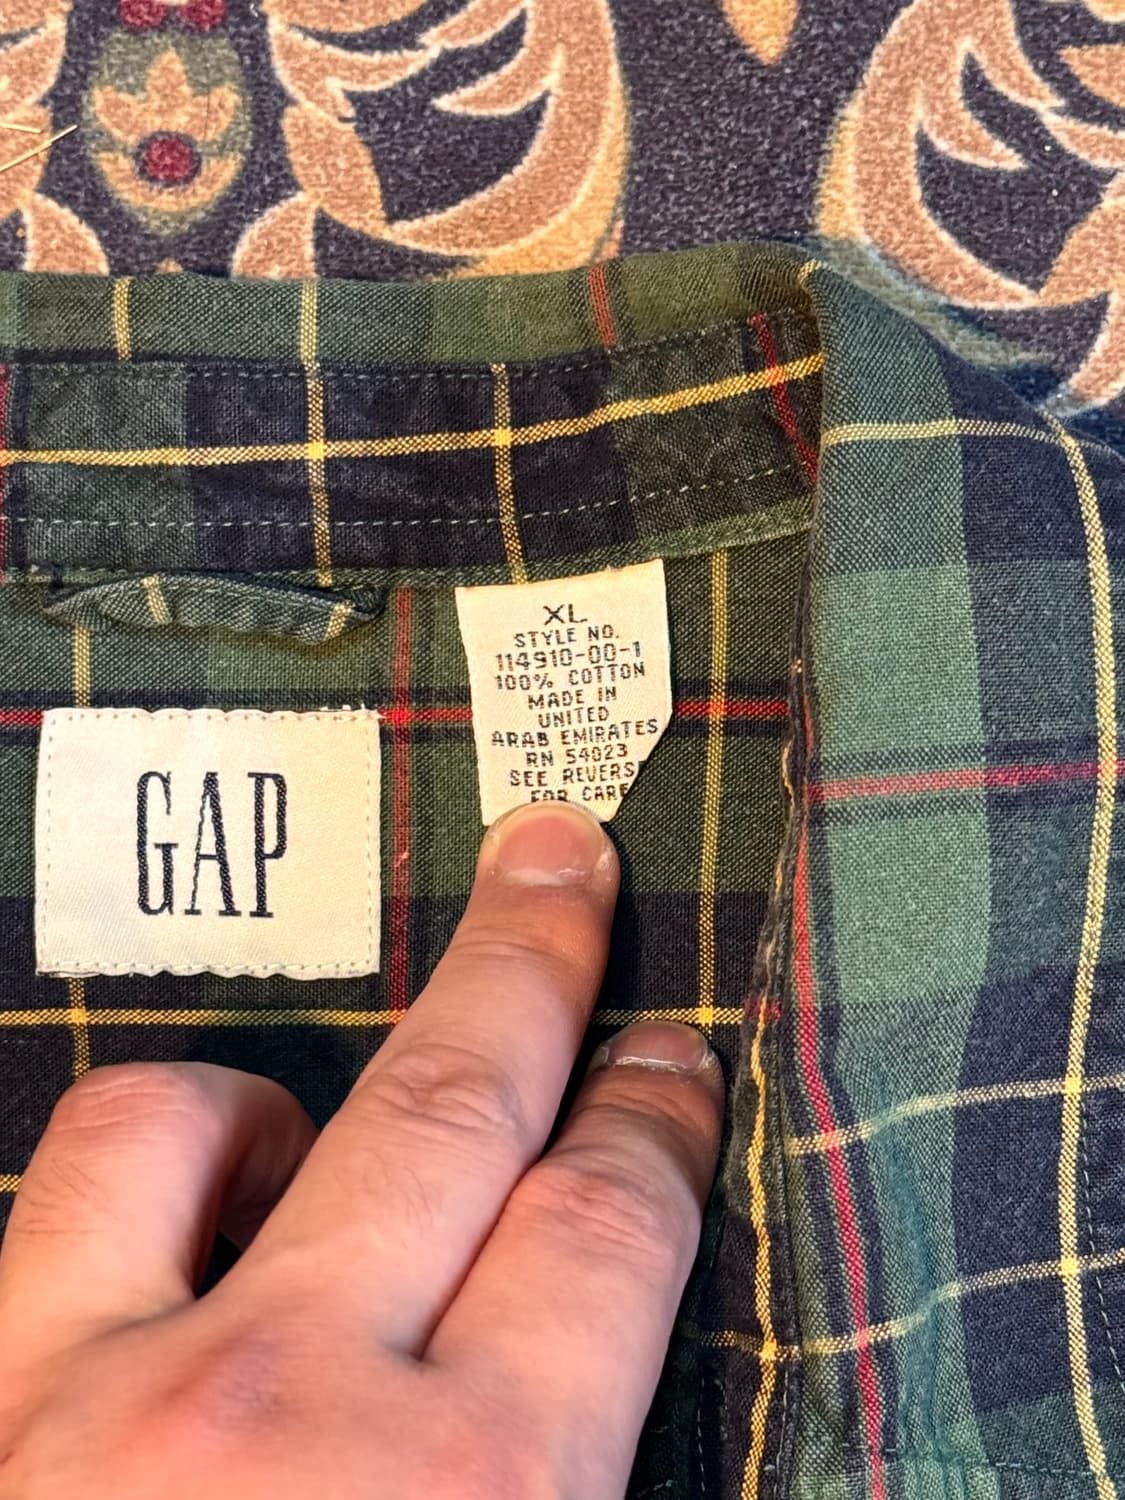 XL
STYLE NO.
114910-00-1
100% COTTON
MADE IN
UNITED
ARAB EMIRATES
RN 54023
SEE REVERS
FOR CARE
GAP